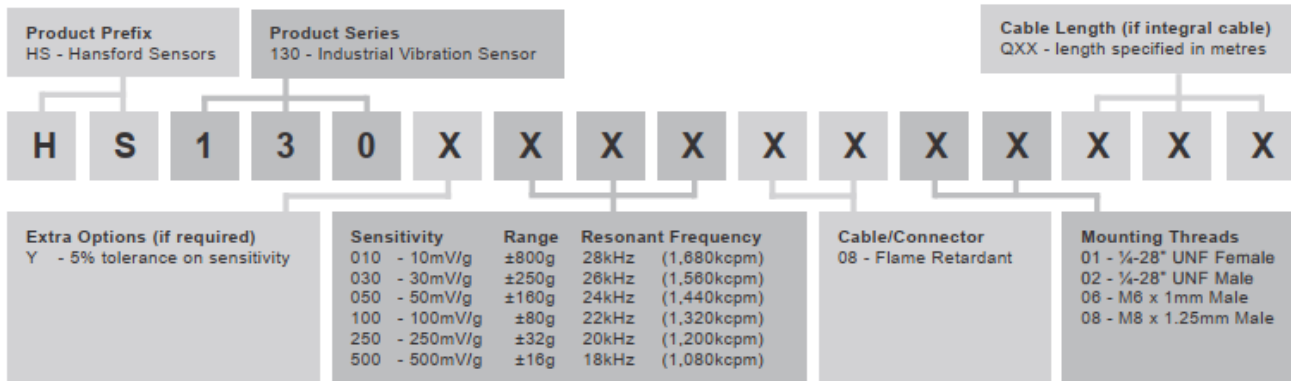 Product Prefix
HS - Hansford Sensors
Product Series
130 - Industrial Vibration Sensor
Cable Length (if integral cable)
QXX - length specified in metres
H S 1 3 0 X X X X X X X X X X X
Extra Options (if required)
Y - 5% tolerance on sensitivity
Sensitivity Range Resonant Frequency
010 - 10mV/g ±800g 28kHz (1,680kcpm)
030 - 30mV/g ±250g 26kHz (1,560kcpm)
050 - 50mV/g ±160g 24kHz (1,440kcpm)
100 - 100mV/g ±80g 22kHz (1,320kcpm)
250 - 250mV/g ±32g 20kHz (1,200kcpm)
500 - 500mV/g ±16g 18kHz (1,080kcpm)
Cable/Connector
08 - Flame Retardant
Mounting Threads
01 - ¼-28" UNF Female
02 - ¼-28" UNF Male
06 - M6 x 1mm Male
08 - M8 x 1.25mm Male